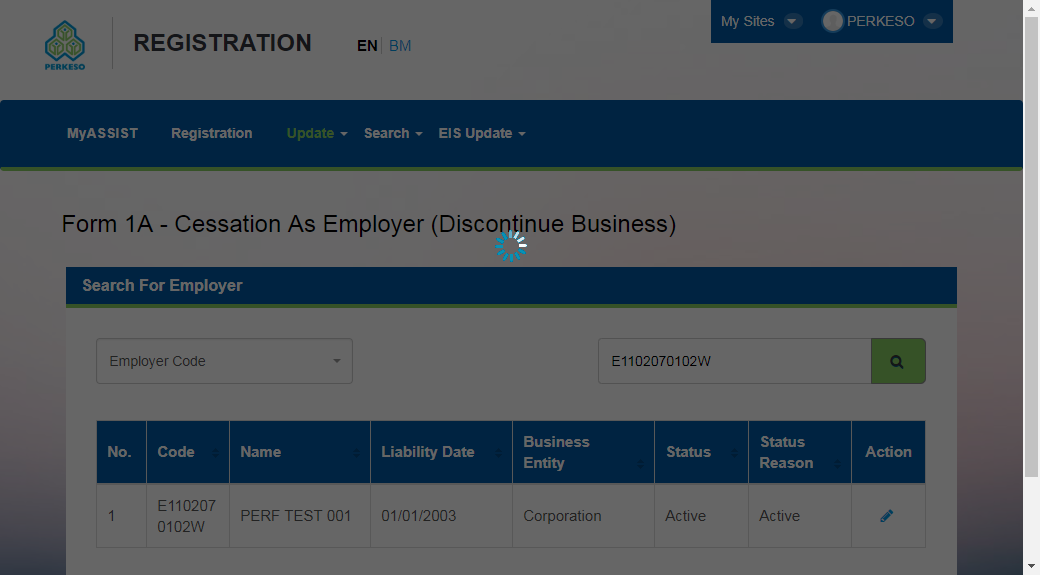 My Sites PERKESO
PERKESO
REGISTRATION EN BM
MyASSIST Registration Update Search EIS Update
Form 1A - Cessation As Employer (Discontinue Business)
Search For Employer
Employer Code E1102070102W
No. Code Name Liability Date Business Entity Status Status Reason Action
1 E1102070102W PERF TEST 001 01/01/2003 Corporation Active Active